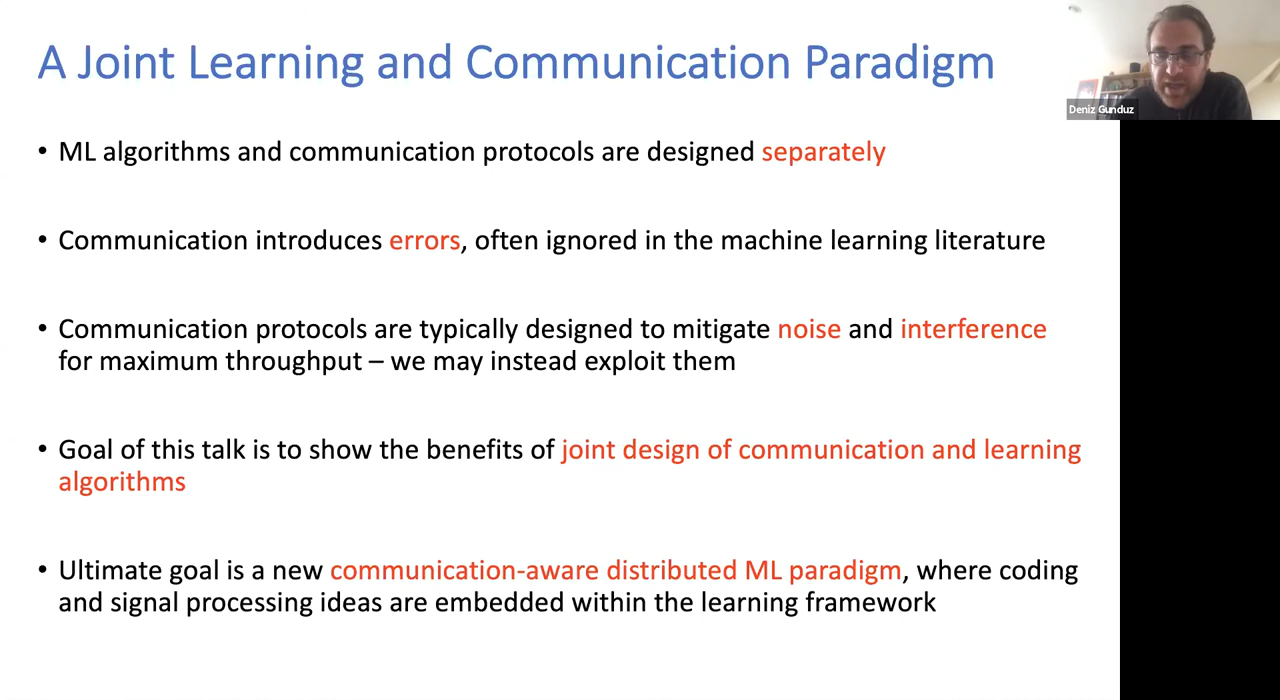 A Joint Learning and Communication Paradigm
Deniz Gunduz
• ML algorithms and communication protocols are designed separately
• Communication introduces errors, often ignored in the machine learning literature
• Communication protocols are typically designed to mitigate noise and interference
for maximum throughput – we may instead exploit them
• Goal of this talk is to show the benefits of joint design of communication and learning
algorithms
• Ultimate goal is a new communication-aware distributed ML paradigm, where coding
and signal processing ideas are embedded within the learning framework